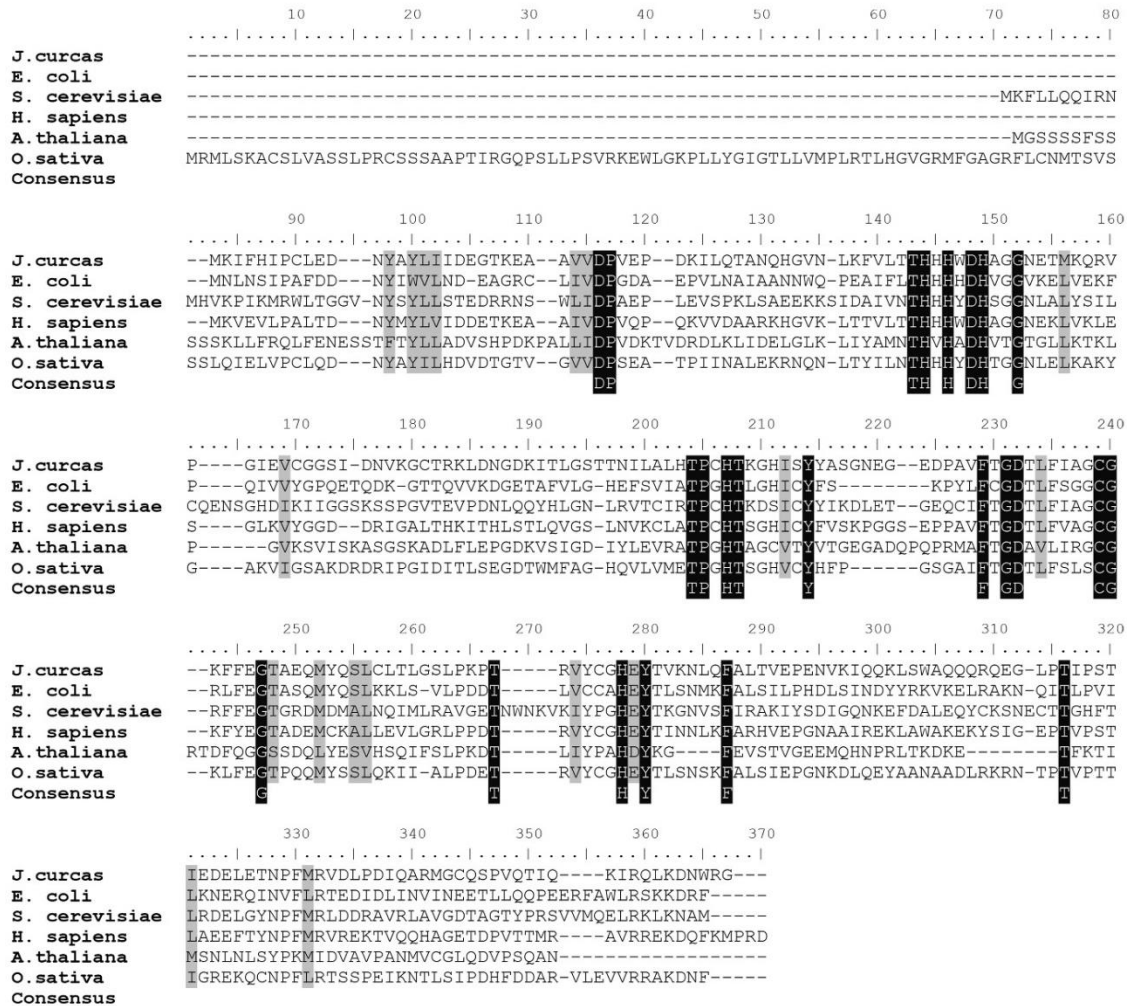 10 20 30 40 50 60 70 80
....|....|....|....|....|....|....|....|....|....|....|....|....|....|....|....|
J.curcas --------------------------------------------------------------------------------
E. coli --------------------------------------------------------------------------------
S. cerevisiae ----------------------------------------------------------------------MKFLLQQIRN
H. sapiens --------------------------------------------------------------------------------
A.thaliana -----------------------------------------------------------------------MGSSSSFSS
O.sativa MRMLSKACSLVASSLPRCSSSAAPTIRGQPSLLPSVRKEWLGKPLLYGIGTLLVMPLRTLHGVGRMFGAGRFLCNMTSVS
Consensus
90 100 110 120 130 140 150 160
....|....|....|....|....|....|....|....|....|....|....|....|....|....|....|....|
J.curcas --MKIFHIPCLED---NYAYLIIDEGTKEA--AVVDPVEP--DKILQTANQHGVN-LKFVLTTHHHWDHAGGNETMKQRV
E. coli --MNLNSIPAFDD---NYIWVLND-EAGRC--LIVDPGDA--EPVLNAIAANNWQ-PEAIFLTHHHHDHVGGVKELVEKF
S. cerevisiae MHVKPIKMRWLTGGVNYSYLLSTEDRRNS--WLIDPAEP--LEVSPKLSAEEKKSIDAIVNTHHHYDHSGGNLALYSIL
H. sapiens --MKVEVLPALTD---NYMYLVIDDETKEA--AIVDPVQP--QKVVDAARKHGVK-LTTVLTTHHHWDHAGGNEKLVKLE
A.thaliana SSSKLLFRQLFENESSTFTYLLADVSHPDKPALLIDPVDKTVDRDLKLIDELGLK-LIYAMNTHVHADHVTGTGLLKTKL
O.sativa SSLQIELVPCLQD---NYAYILHDVDTGTV--GVVDPSEA--TPIINALEKRNQN-LTYILNTHHHYDHTGGNLELKAKY
Consensus DP TH H DH G
170 180 190 200 210 220 230 240
....|....|....|....|....|....|....|....|....|....|....|....|....|....|....|....|
J.curcas P----GIEVCGGSI-DNVKGCTRKLDNGDKITLGSTTNILALHTPCHTKGHISYYASGNEG--EDPAVFTGDTLFIAGCG
E. coli P----QIVVYGPQETQDK-GTTQVVKDGETAFVLG-HEFSVIATPGHTLGHICYFS------KPYLFCGDTLFSGGCG
S. cerevisiae CQENSGHDIKIIGGSKSSPGVTEVPDNLQQYHLGN-LRVTCIRTPCHTKDSICYYIKDLET-GEQCIFTGDTLFIAGCG
H. sapiens S----GLKVYGGD--DRIGALTHKITHLSTLQVGS-LNVKCLATPCHTSGHICYFVSKPGGS-EPPAVFTGDTLFVAGCG
A.thaliana P------GVKSVISKASGSKADLFLEPGDKVSIGD-IYLEVRATPGHTAGCVTYVTGEGADQPQPRMAFTGDAVLIRGCG
O.sativa G----AKVIGSAKDRDRIPGIDITLSEGDTWMFAG-HQVLVMETPGHTSGHVCYHFP-----GSGAIFTGDTLFSLSCG
Consensus TP HT Y F GD CG
250 260 270 280 290 300 310 320
....|....|....|....|....|....|....|....|....|....|....|....|....|....|....|....|
J.curcas --KFFEGTAEQMYQSLCLTLGSLPKPT-----RVYCGHEYTVKNLQFALTVEPENVKIQQKLSWAQQQRQEG-LPTIPST
E. coli --RLFEGTASQMYQSLKKLS-VLPDDT-----LVCCAHEYTLSNMKFALSILPHDLSINDYYRKVKELRAKN-QITLPVI
S. cerevisiae --RFFEGTGRDMDMALNQIMLRAVGETNWNKVKIYPGHEYTKGNVSFIRAKIYSDIGQNKEFDALEQYCKSNECTTGHFT
H. sapiens --KFYEGTADEMCKALLEVLGRLPPDT-----RVYCGHEYTINNLKFARHVEPGNAAIREKLAWAKEKYSIG-EPTVPST
A.thaliana RTDFQGGSSDQLYESVHSQIFSLPKDT-----LIYPAHDYKG----FEVSTVGEEMQHNPRLTKDKE------TFKTI
O.sativa --KLFEGTPQQMYSSLQKII-ALPDET-----RVYCGHEYTLSNSKFALSIEPGNKDLQEYAANAADLRKRN-TPTVPTT
Consensus G T H Y F T
330 340 350 360 370
....|....|....|....|....|....|....|....|....|....|
J.curcas IEDELETNPFMRVDLPDIQARMGCQSPVQTIQ----KIRQLKDNWRG---
E. coli LKNERQINVFLRTEDIDLINVINEETLLQQPEERFAWLRSKKDRF-----
S. cerevisiae LRDELGYNPFMRLDDRAVRLAVGDTAGTYPRSVVMQELRKLKNAM-----
H. sapiens LAEEFTYNPFMRVREKTVQQHAGETDPVTTMR----AVRREKDQFKMPRD
A.thaliana MSNLNLSYPKMIDVAVPANMVCGLQDVPSQAN------------------
O.sativa IGREKQCNPFLRTSSPEIKNTLSIPDHFDDAR-VLEVVRRAKDNF-----
Consensus